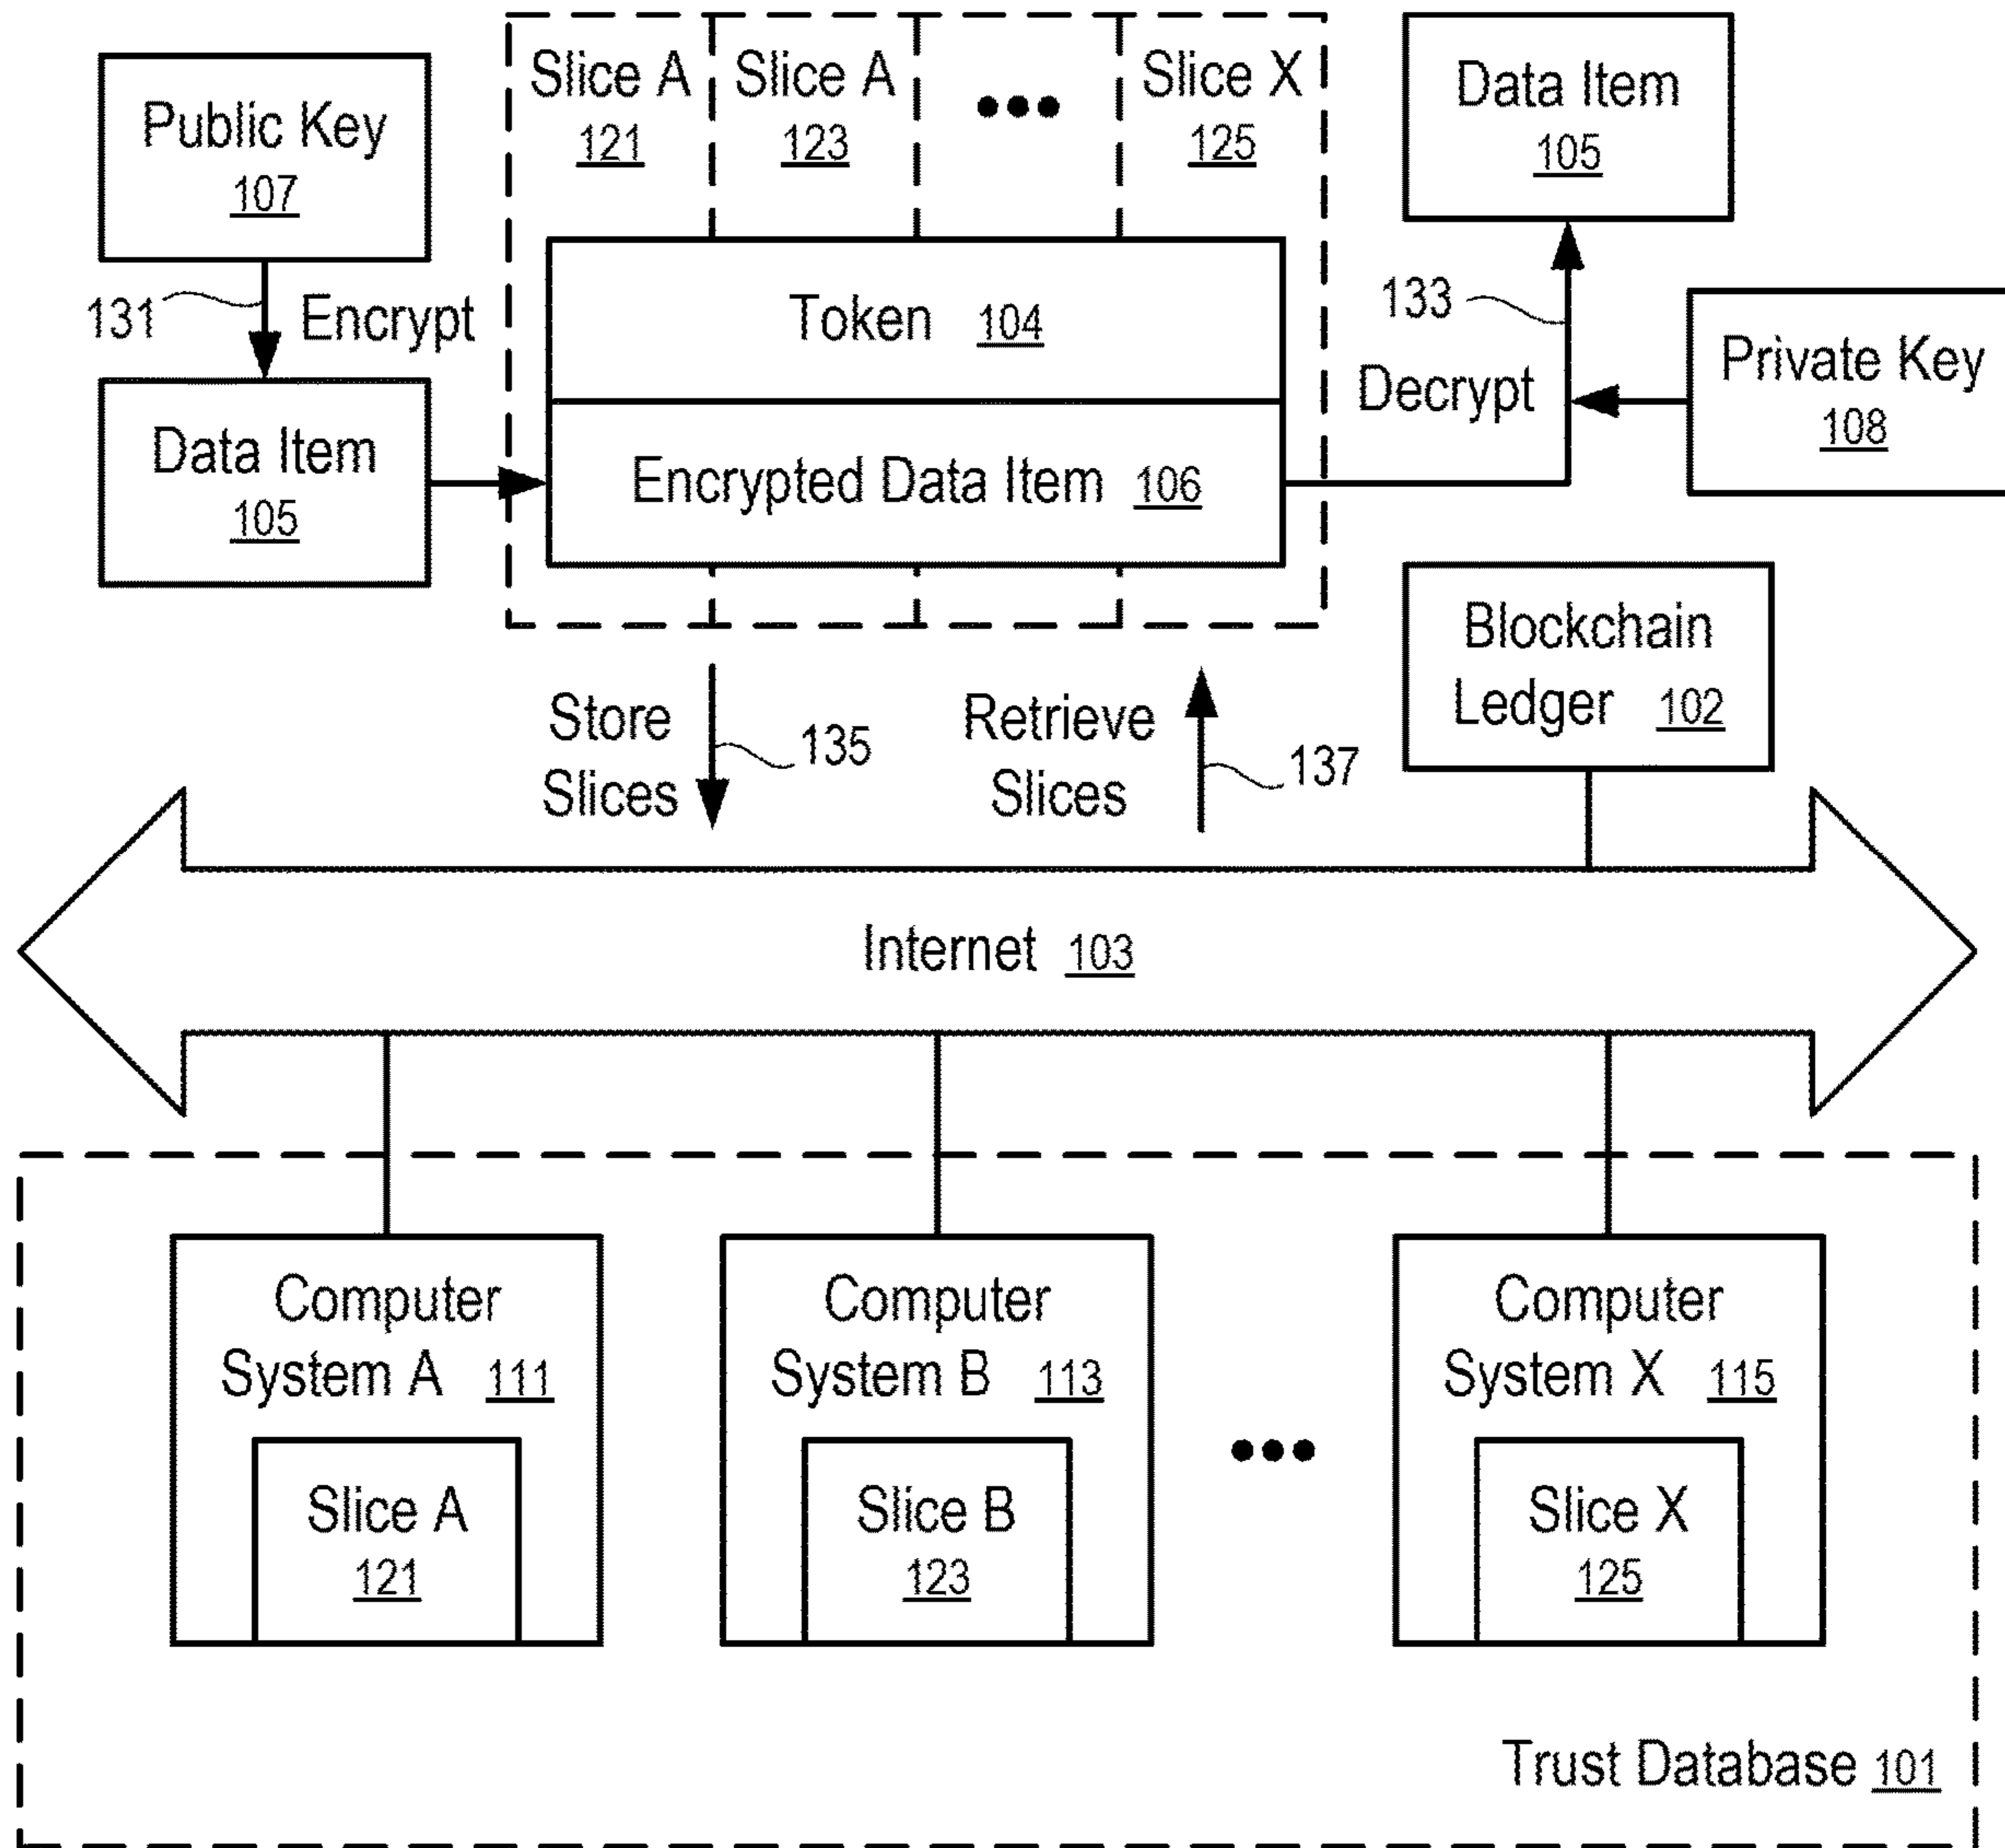 Public Key
107
131
Encrypt
Data Item
105
Slice A
121
Slice A
123
Slice X
125
Token 104
Encrypted Data Item 106
Data Item
105
133
Decrypt
Private Key
108
Store
Slices
135
Retrieve
Slices
137
Blockchain
Ledger 102
Internet 103
Computer
System A 111
Slice A
121
Computer
System B 113
Slice B
123
Computer
System X 115
Slice X
125
Trust Database 101